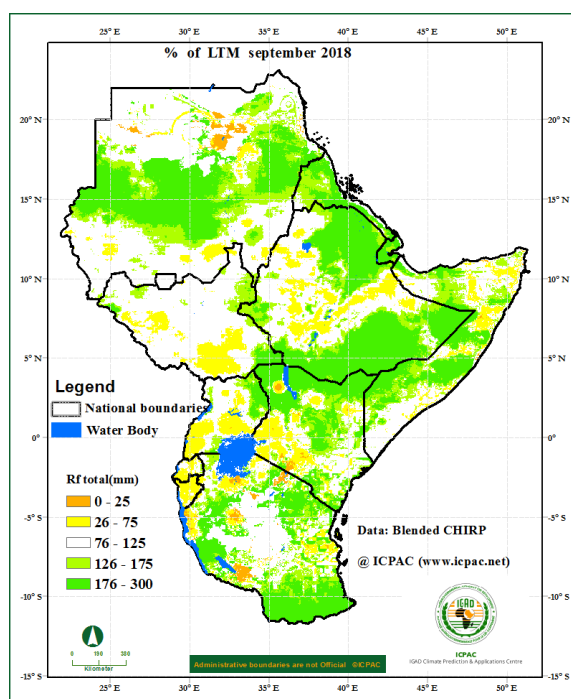 % of LTM september 2018
25°E 30°E 35°E 40°E 45°E 50°E
20°N 20°N
15°N 15°N
10°N 10°N
5°N 5°N
0° 0°
-5°S -5°S
-10°S -10°S
-15°S -15°S
Legend
National boundaries
Water Body
Rf total(mm)
0 - 25
26 - 75
76 - 125
126 - 175
176 - 300
Data: Blended CHIRP
@ ICPAC (www.icpac.net)
IGAD
ICPAC
IGAD Climate Prediction & Applications Centre
Kilometer
Administrative boundaries are not Official ©ICPAC
25°E 30°E 35°E 40°E 45°E 50°E